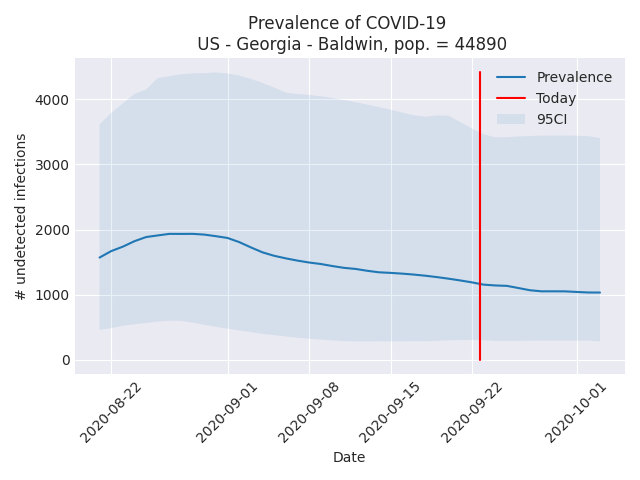 Prevalence of COVID-19
US - Georgia - Baldwin, pop. = 44890
Prevalence
Today
95CI
# undetected infections
4000
3000
2000
1000
0
2020-08-22
2020-09-01
2020-09-08
2020-09-15
2020-09-22
2020-10-01
Date